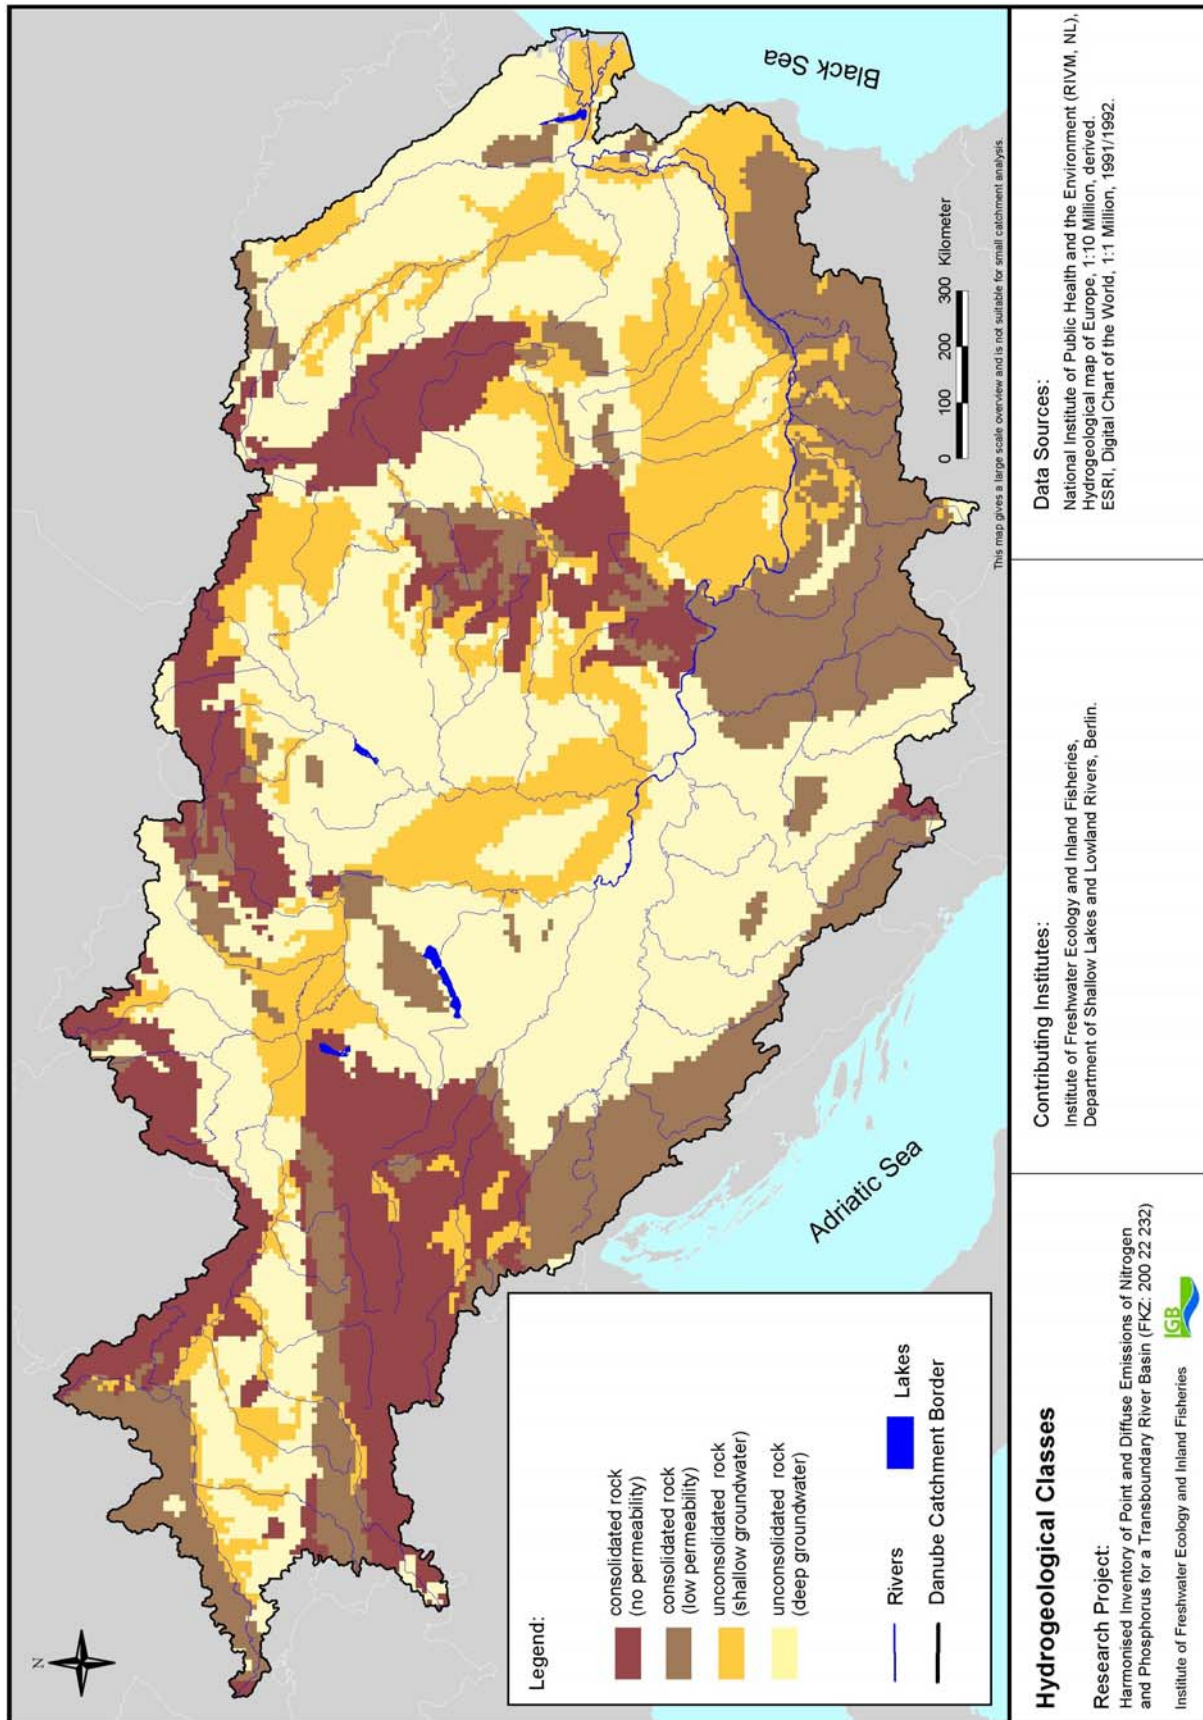 N
Black Sea
Adriatic Sea
0 100 200 300 Kilometer
This map gives a large scale overview and is not suitable for small catchment analysis.
Legend:
consolidated rock
(no permeability)
consolidated rock
(low permeability)
unconsolidated rock
(shallow groundwater)
unconsolidated rock
(deep groundwater)
Rivers
Lakes
Danube Catchment Border
Hydrogeological Classes
Research Project:
Harmonised Inventory of Point and Diffuse Emissions of Nitrogen
and Phosphorus for a Transboundary River Basin (FKZ: 200 22 232)
Institute of Freshwater Ecology and Inland Fisheries
IGB
Contributing Institutes:
Institute of Freshwater Ecology and Inland Fisheries,
Department of Shallow Lakes and Lowland Rivers, Berlin.
Data Sources:
National Institute of Public Health and the Environment (RIVM, NL),
Hydrogeological map of Europe, 1:10 Million, derived.
ESRI, Digital Chart of the World, 1:1 Million, 1991/1992.